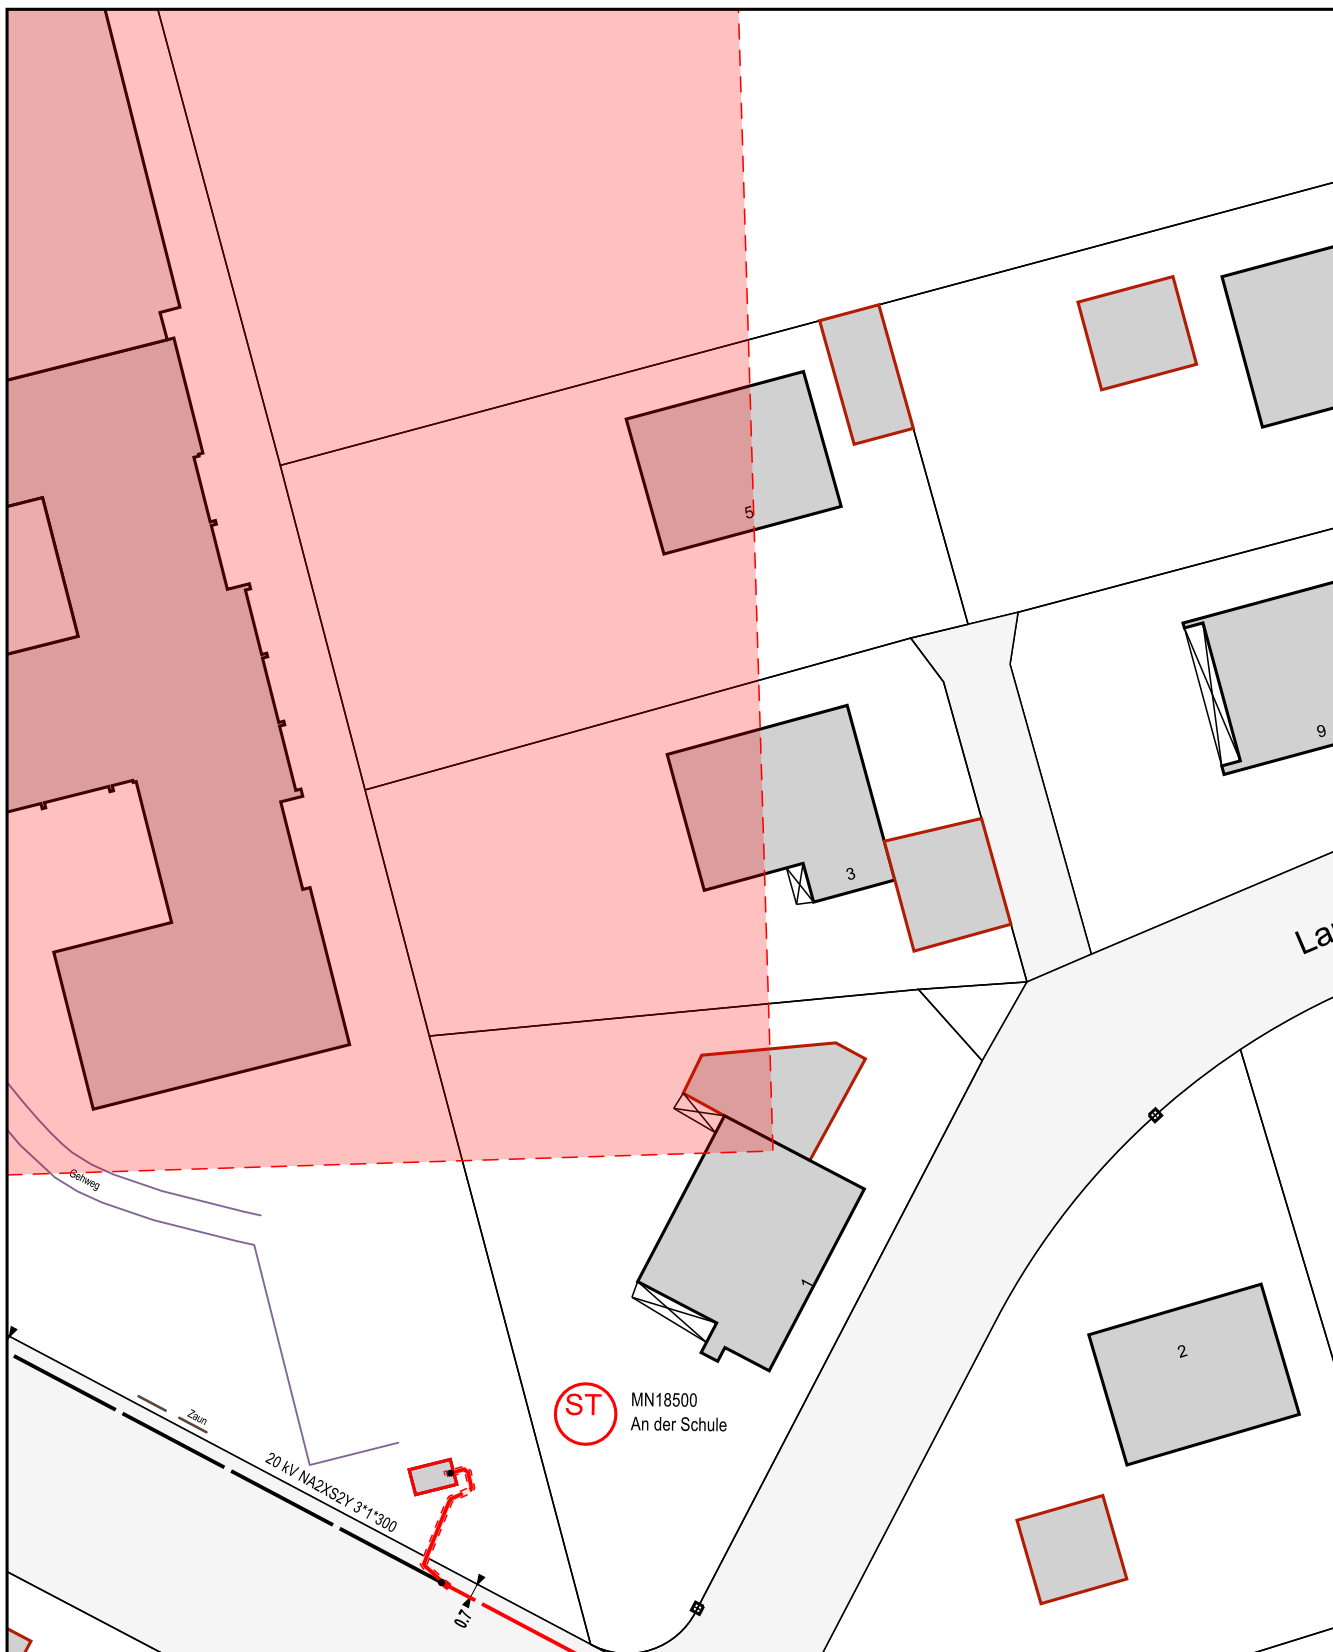 5
9
3
La
Gehweg
1
2
ST
MN18500
An der Schule
Zaun
20 kV NA2XS2Y 3*1*300
0.7